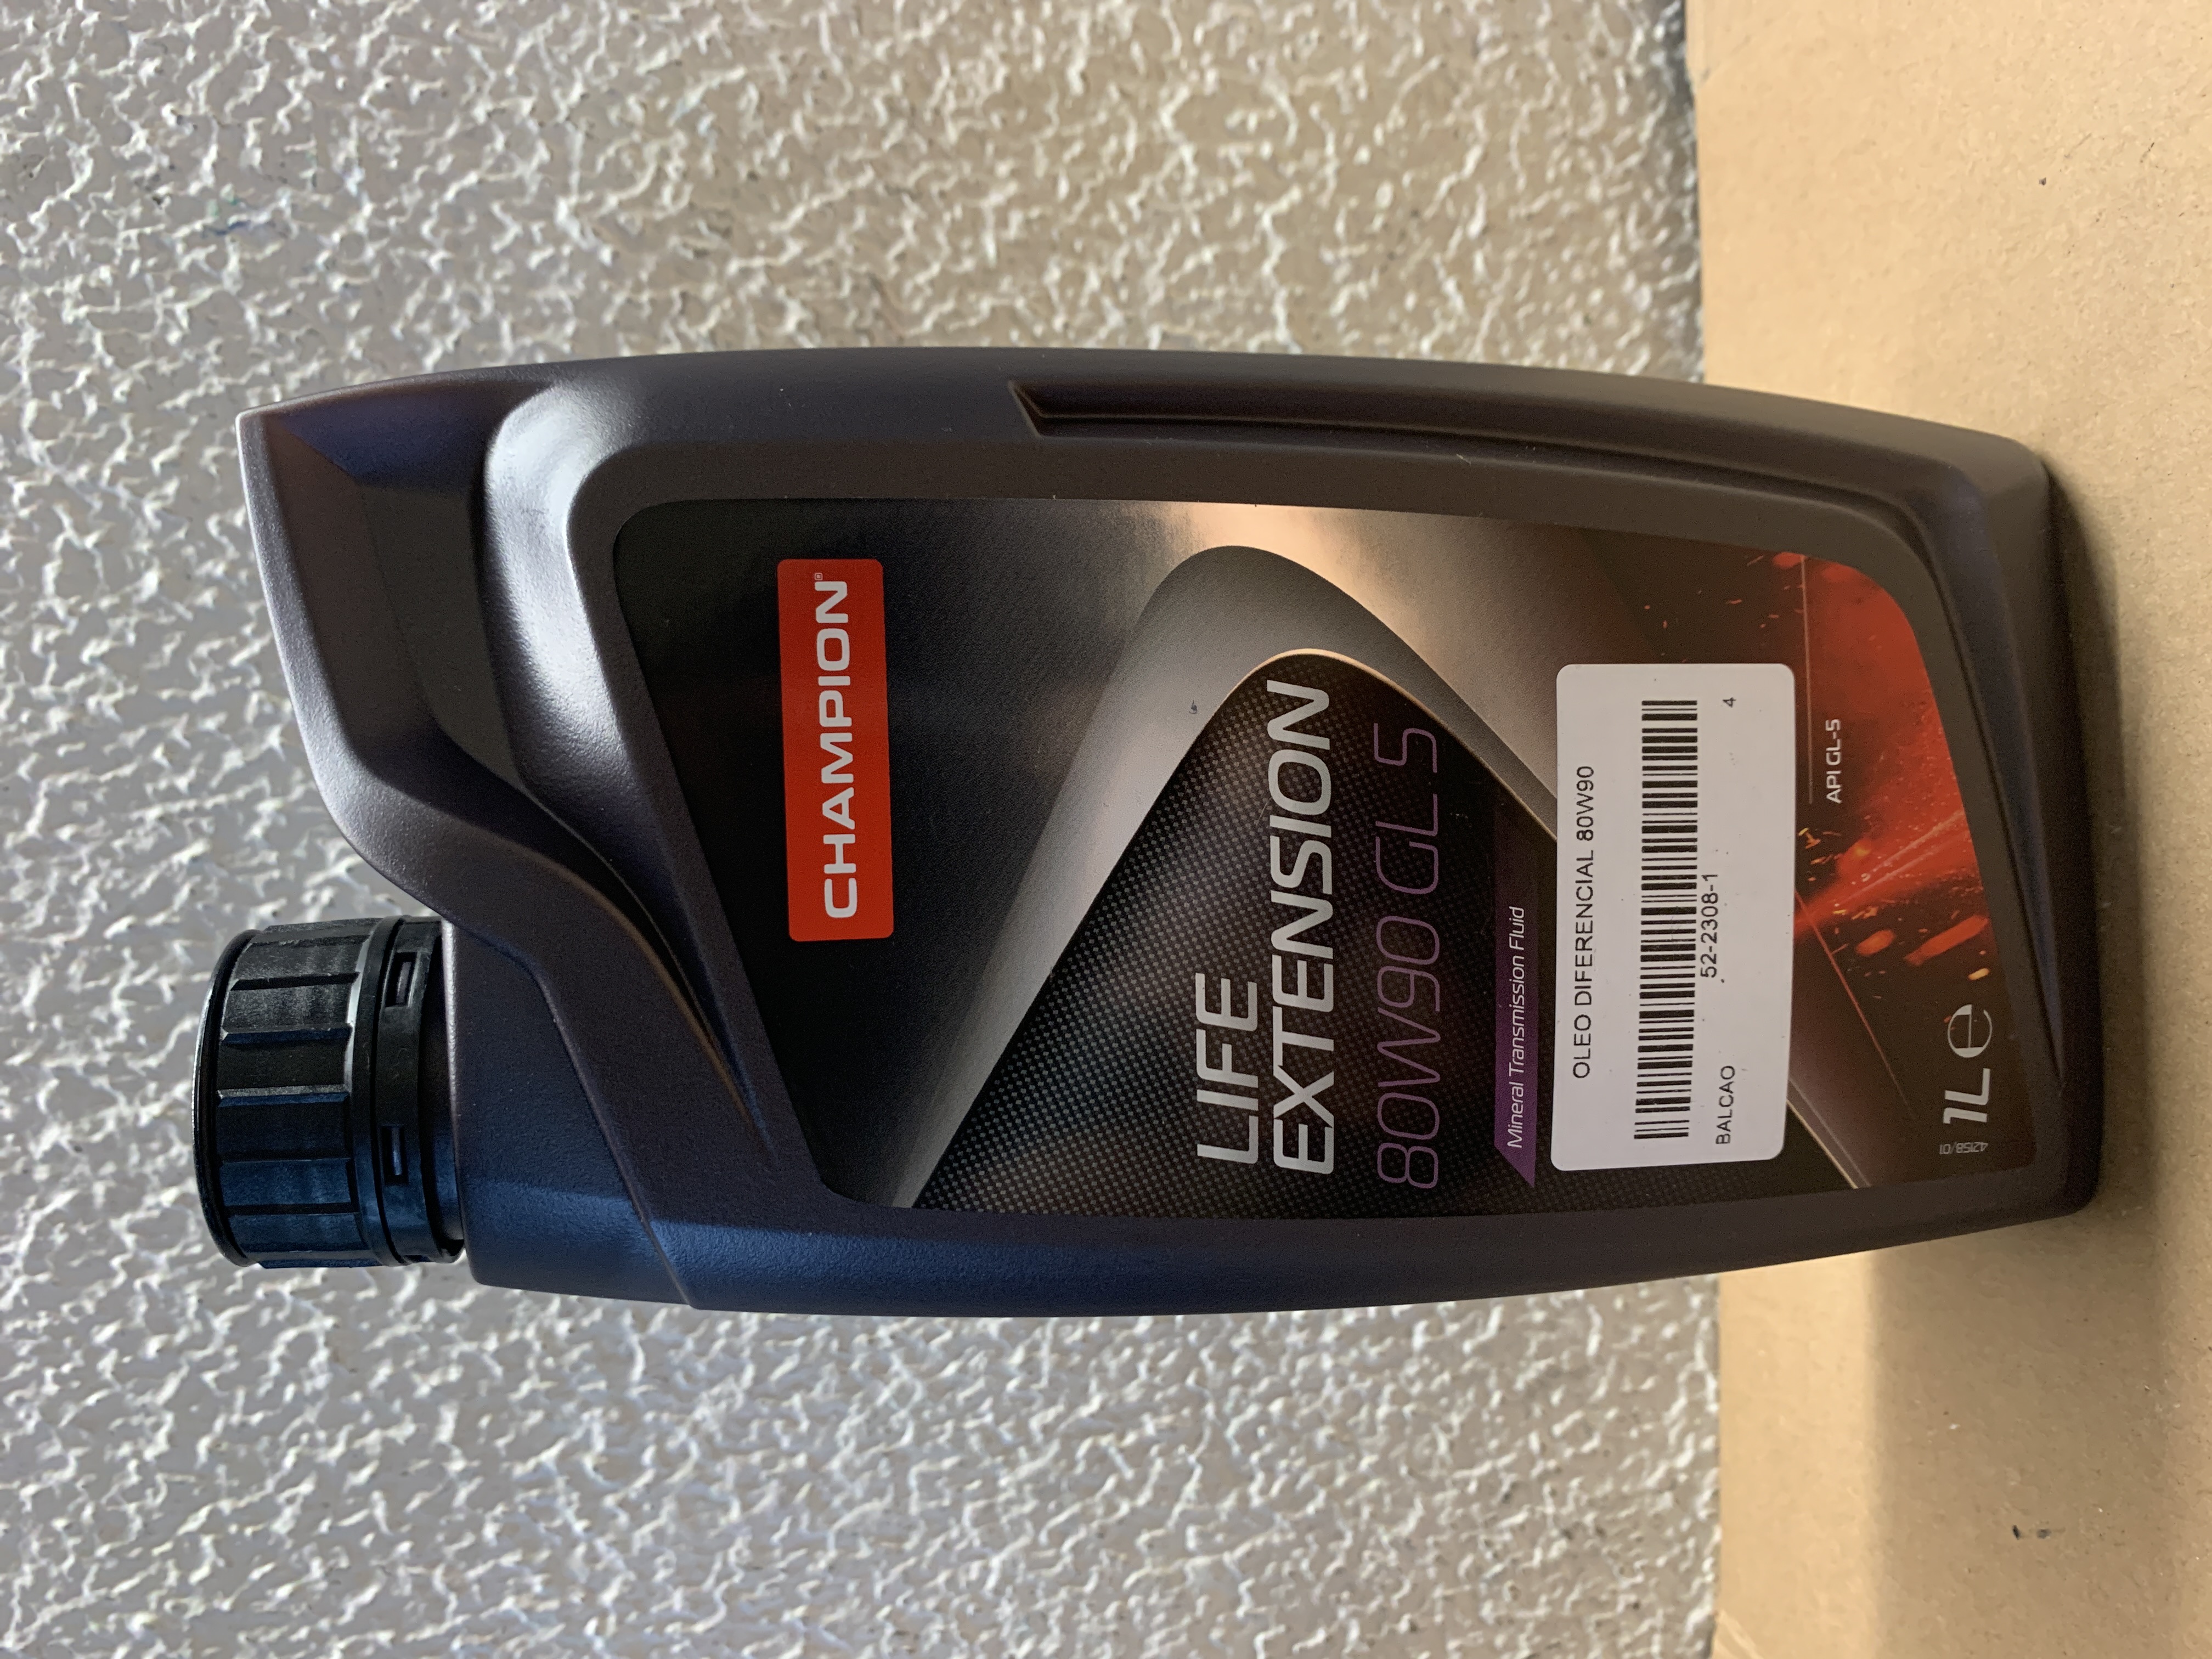 CHAMPION®
LIFE
EXTENSION
80W90 GL 5
Mineral Transmission Fluid
OLEO DIFERENCIAL 80W90
52-2308-1
BALCAO 4
API GL-5
1L e
42158/01